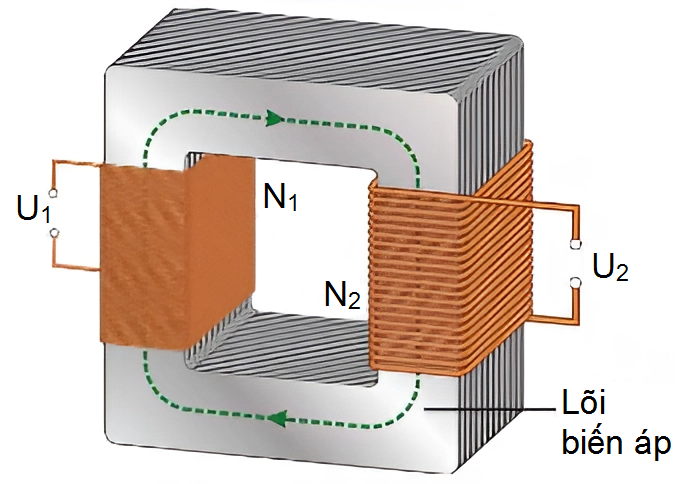 N₁
U₁
U₂
N₂
Lõi
biến áp